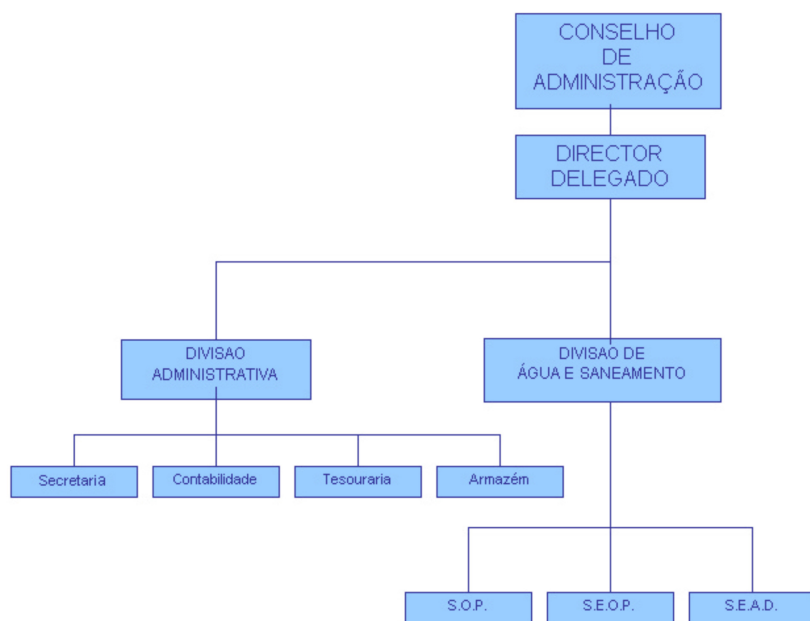 CONSELHO
DE
ADMINISTRAÇÃO
DIRECTOR
DELEGADO
DIVISAO
ADMINISTRATIVA
DIVISAO DE
ÁGUA E SANEAMENTO
Secretaria
Contabilidade
Tesouraria
Armazém
S.O.P.
S.E.O.P.
S.E.A.D.